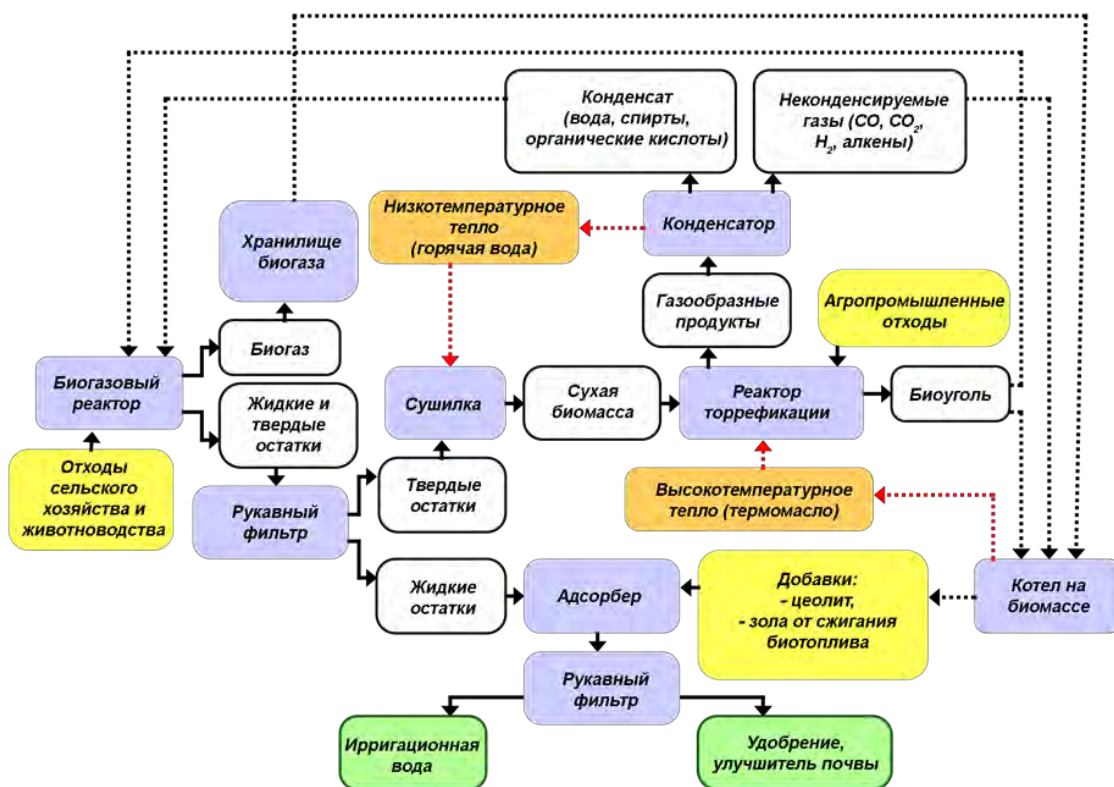 Конденсат
(вода, спирты,
органические кислоты)
Неконденсируемые
газы (CO, CO₂,
H₂, алкены)
Хранилище
биогаза
Низкотемпературное
тепло
(горячая вода)
Конденсатор
Газообразные
продукты
Агропромышленные
отходы
Биогаз
Биогазовый
реактор
Жидкие и
твердые
остатки
Сушилка
Сухая
биомасса
Реактор
торрефикации
Биоуголь
Отходы
сельского
хозяйства и
животноводства
Рукавный
фильтр
Твердые
остатки
Высокотемпературное
тепло (термомасло)
Жидкие
остатки
Адсорбер
Добавки:
- цеолит,
- зола от сжигания
биотоплива
Котел на
биомассе
Рукавный
фильтр
Ирригационная
вода
Удобрение,
улучшитель почвы